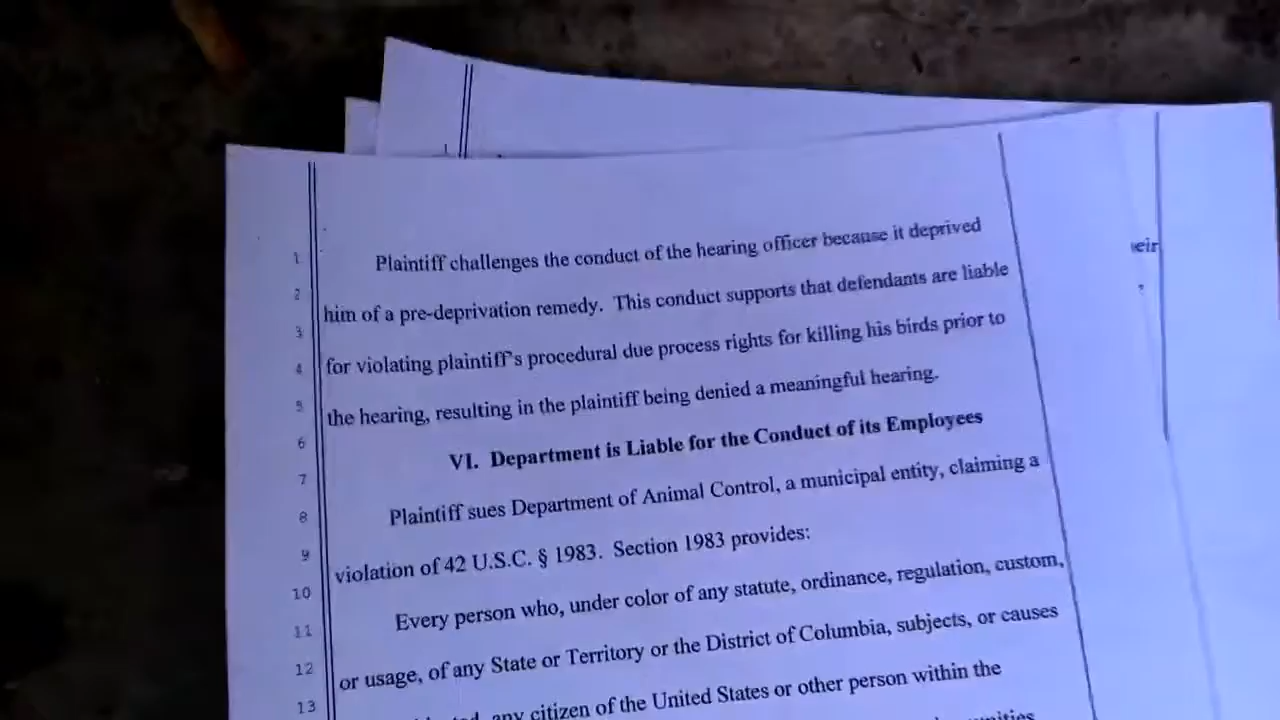 1 Plaintiff challenges the conduct of the hearing officer because it deprived
2 him of a pre-deprivation remedy. This conduct supports that defendants are liable
3
4 for violating plaintiff's procedural due process rights for killing his birds prior to
5 the hearing, resulting in the plaintiff being denied a meaningful hearing.
6 VI. Department is Liable for the Conduct of its Employees
7
8 Plaintiff sues Department of Animal Control, a municipal entity, claiming a
9 violation of 42 U.S.C. § 1983. Section 1983 provides:
10
11 Every person who, under color of any statute, ordinance, regulation, custom,
12 or usage, of any State or Territory or the District of Columbia, subjects, or causes
13 any citizen of the United States or other person within the
eir